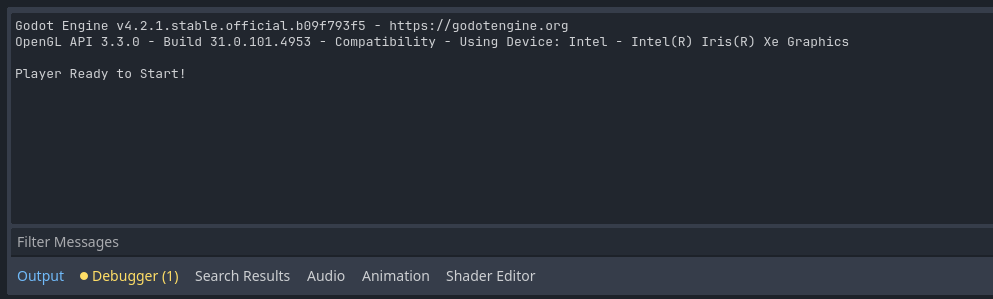 Godot Engine v4.2.1.stable.official.b09f793f5 - https://godotengine.org
OpenGL API 3.3.0 - Build 31.0.101.4953 - Compatibility - Using Device: Intel - Intel(R) Iris(R) Xe Graphics
Player Ready to Start!
Filter Messages
Output Debugger (1) Search Results Audio Animation Shader Editor